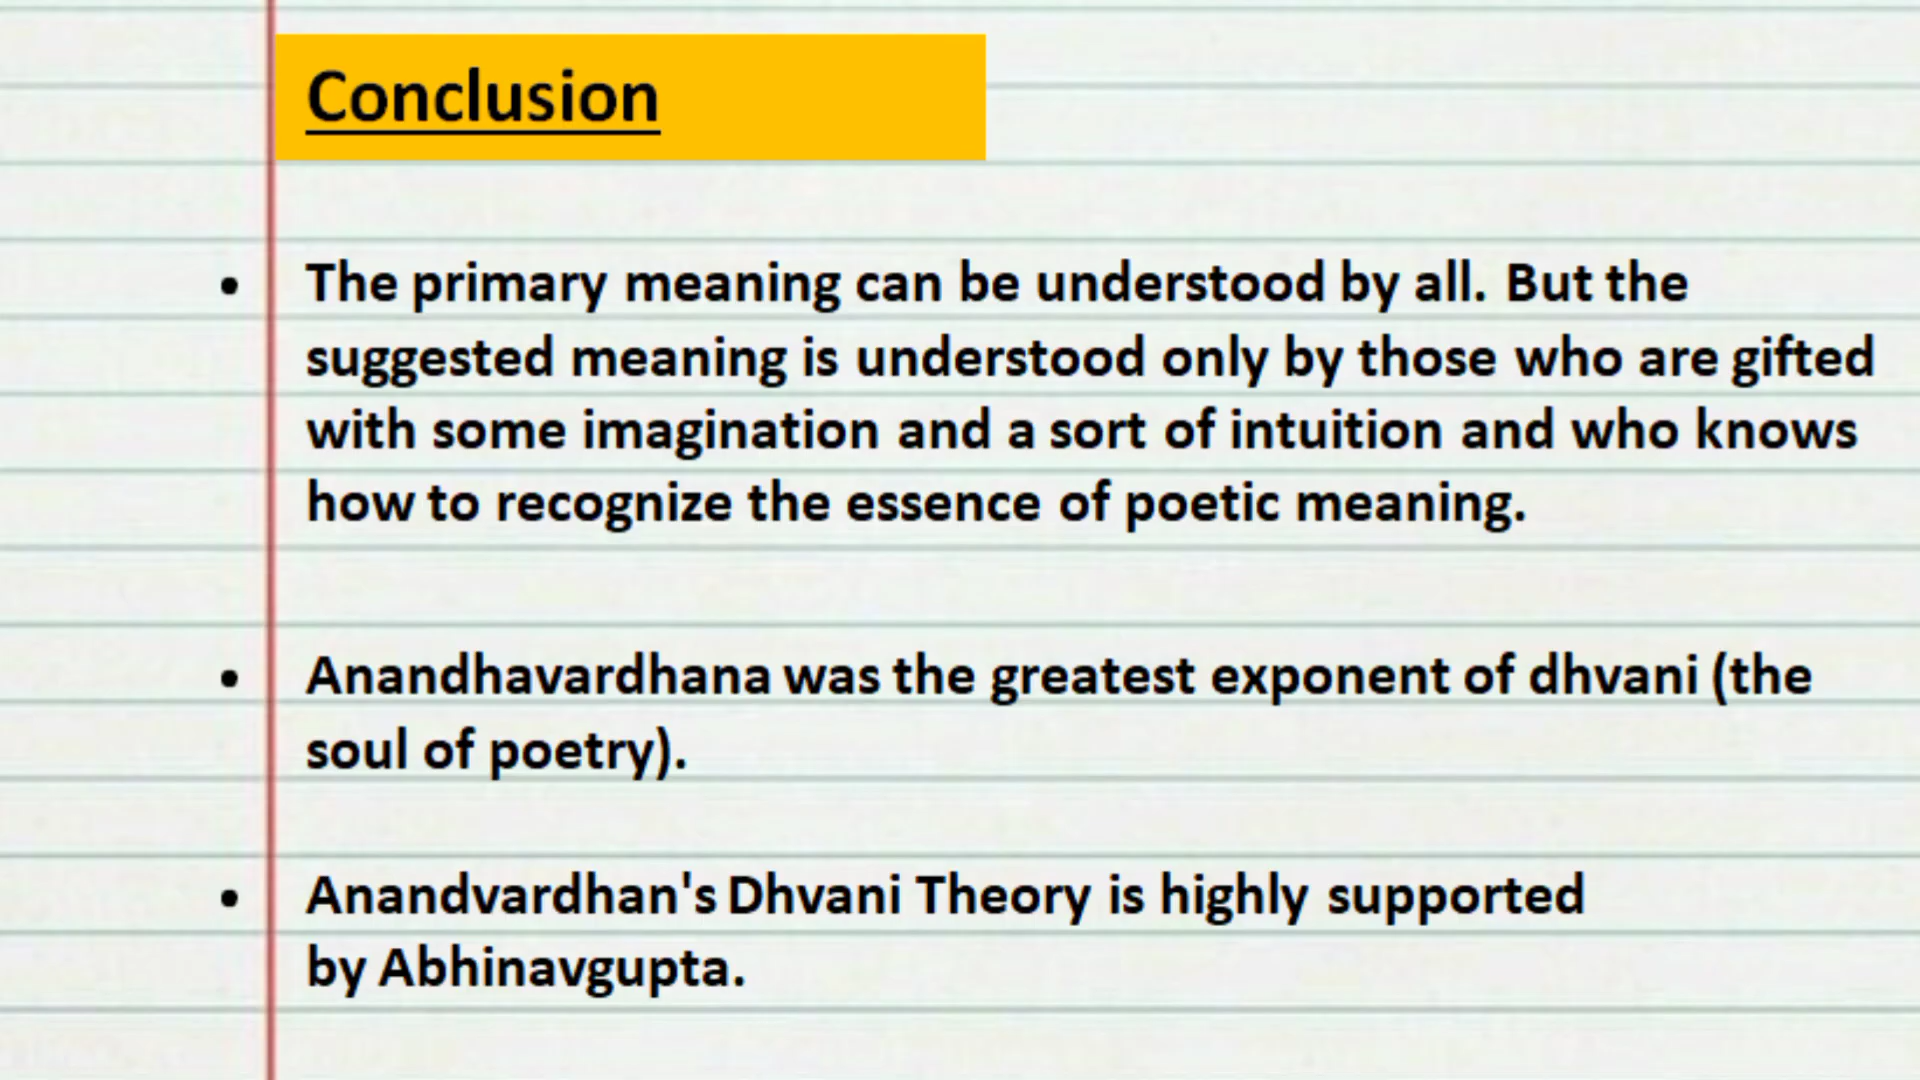 Conclusion
• The primary meaning can be understood by all. But the
suggested meaning is understood only by those who are gifted
with some imagination and a sort of intuition and who knows
how to recognize the essence of poetic meaning.
• Anandhavardhana was the greatest exponent of dhvani (the
soul of poetry).
• Anandvardhan's Dhvani Theory is highly supported
by Abhinavgupta.